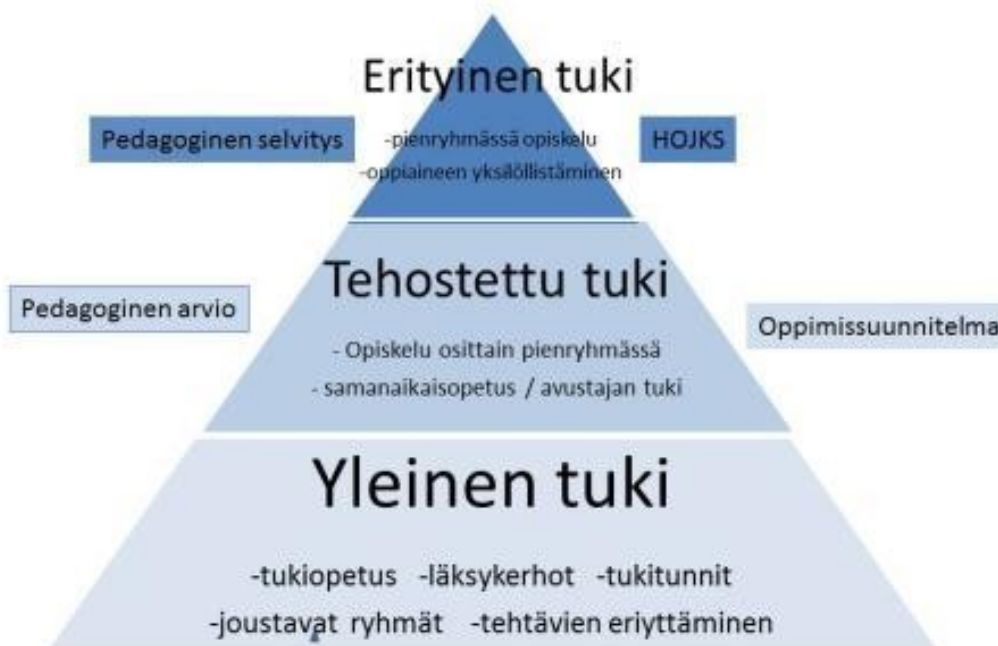 Erityinen tuki
Pedagoginen selvitys
-pienryhmässä opiskelu
HOJKS
-oppiaineen yksilöllistäminen
Tehostettu tuki
Pedagoginen arvio
Oppimissuunnitelma
- Opiskelu osittain pienryhmässä
- samanaikaisopetus / avustajan tuki
Yleinen tuki
-tukiopetus -läksykerhot -tukitunnit
-joustavat ryhmät -tehtävien eriyttäminen